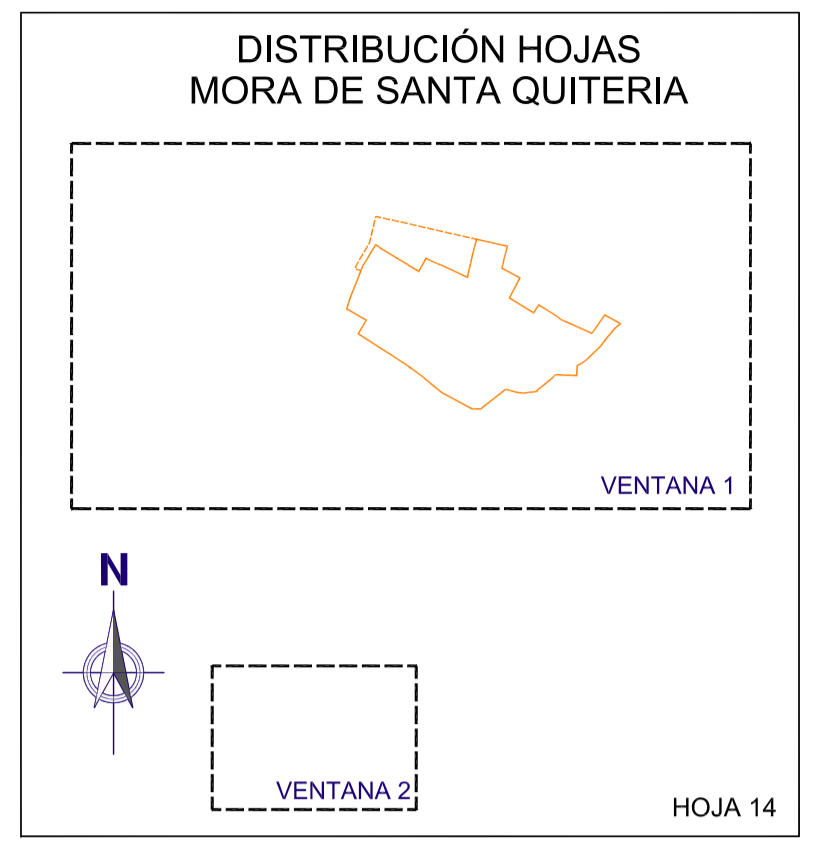 DISTRIBUCIÓN HOJAS
MORA DE SANTA QUITERIA
VENTANA 1
N
VENTANA 2
HOJA 14